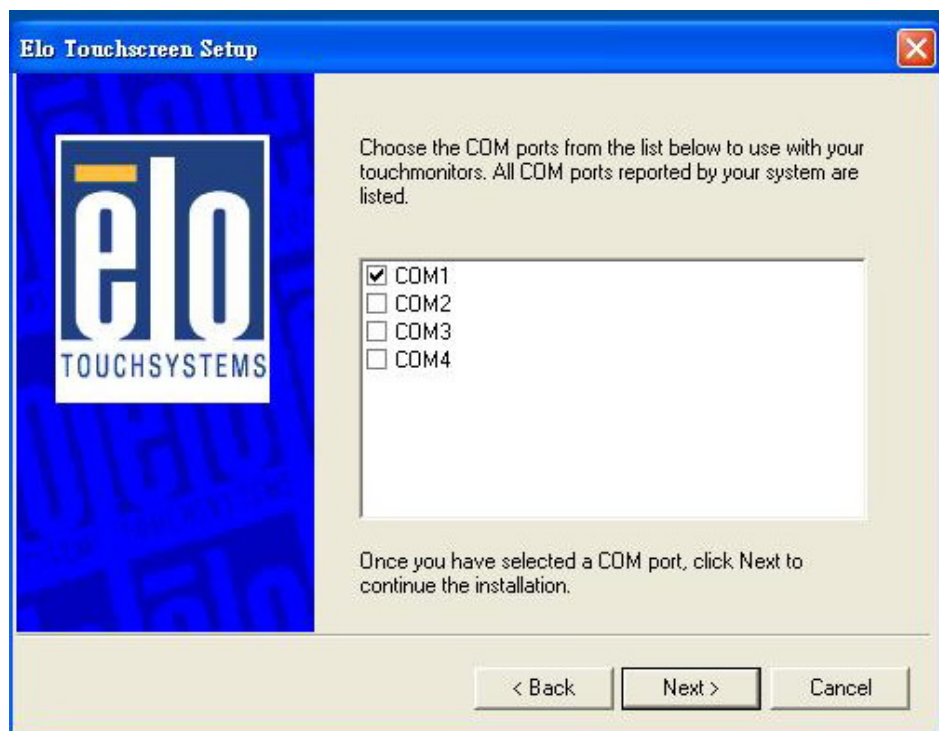 Elo Touchscreen Setup
ēlo
TOUCHSYSTEMS
Choose the COM ports from the list below to use with your
touchmonitors. All COM ports reported by your system are
listed.
COM1
COM2
COM3
COM4
Once you have selected a COM port, click Next to
continue the installation.
< Back
Next >
Cancel